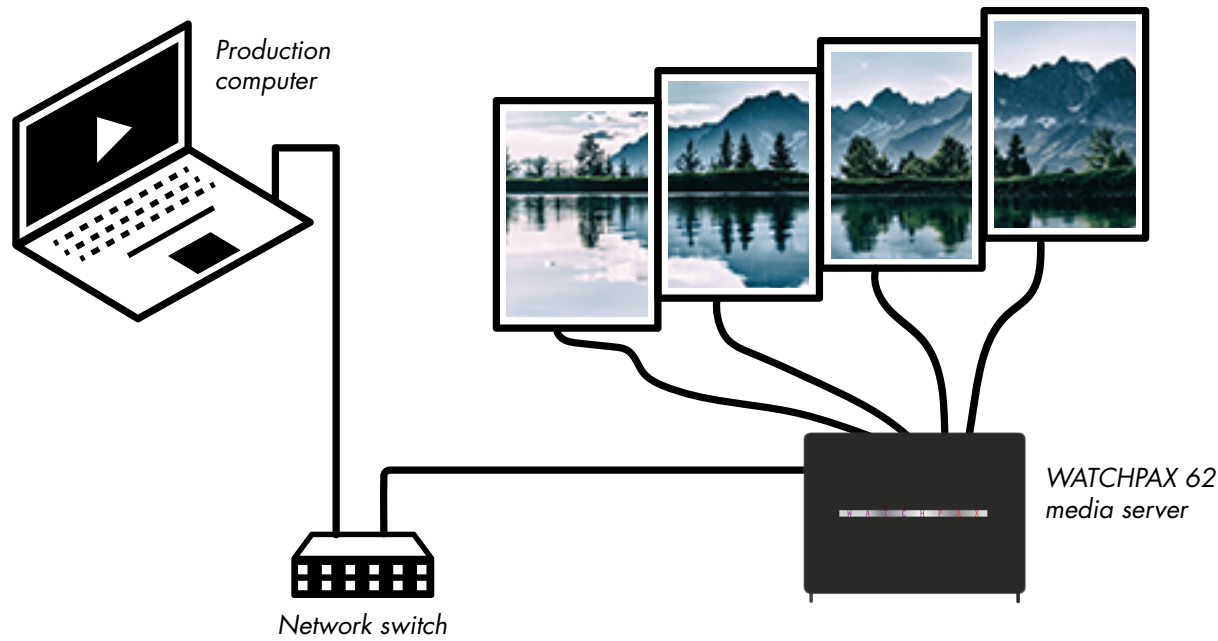 Production
computer
WATCHPAX 62
media server
WATCHPAX
Network switch